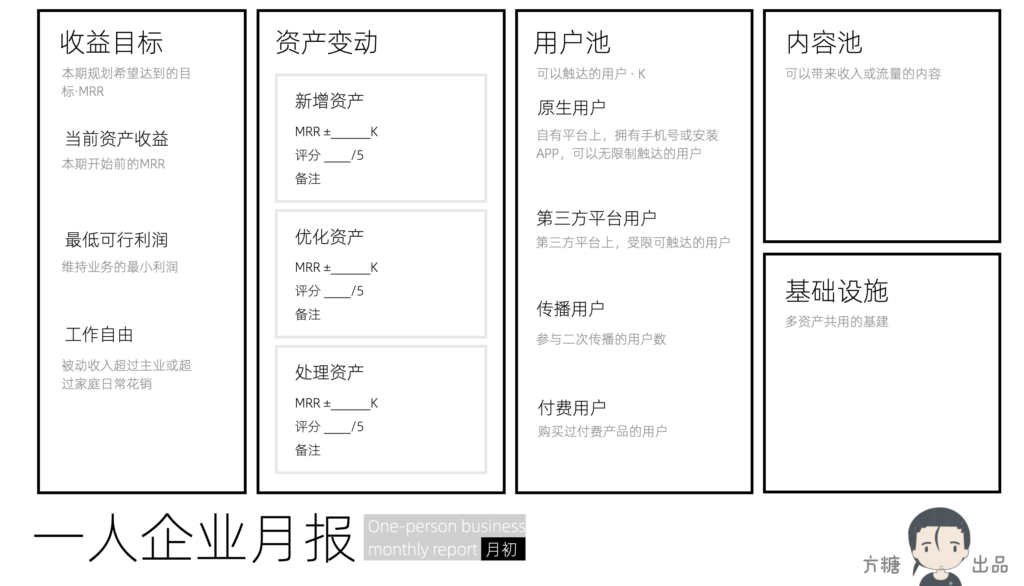 收益目标
本期规划希望达到的目
标·MRR
当前资产收益
本期开始前的MRR
最低可行利润
维持业务的最小利润
工作自由
被动收入超过主业或超
过家庭日常花销
资产变动
新增资产
MRR ±______K
评分 ____/5
备注
优化资产
MRR ±______K
评分 ____/5
备注
处理资产
MRR ±______K
评分 ____/5
备注
用户池
可以触达的用户 · K
原生用户
自有平台上，拥有手机号或安装
APP，可以无限制触达的用户
第三方平台用户
第三方平台上，受限可触达的用户
传播用户
参与二次传播的用户数
付费用户
购买过付费产品的用户
内容池
可以带来收入或流量的内容
基础设施
多资产共用的基建
一人企业月报
One-person business
monthly report 月初
方糖 出品